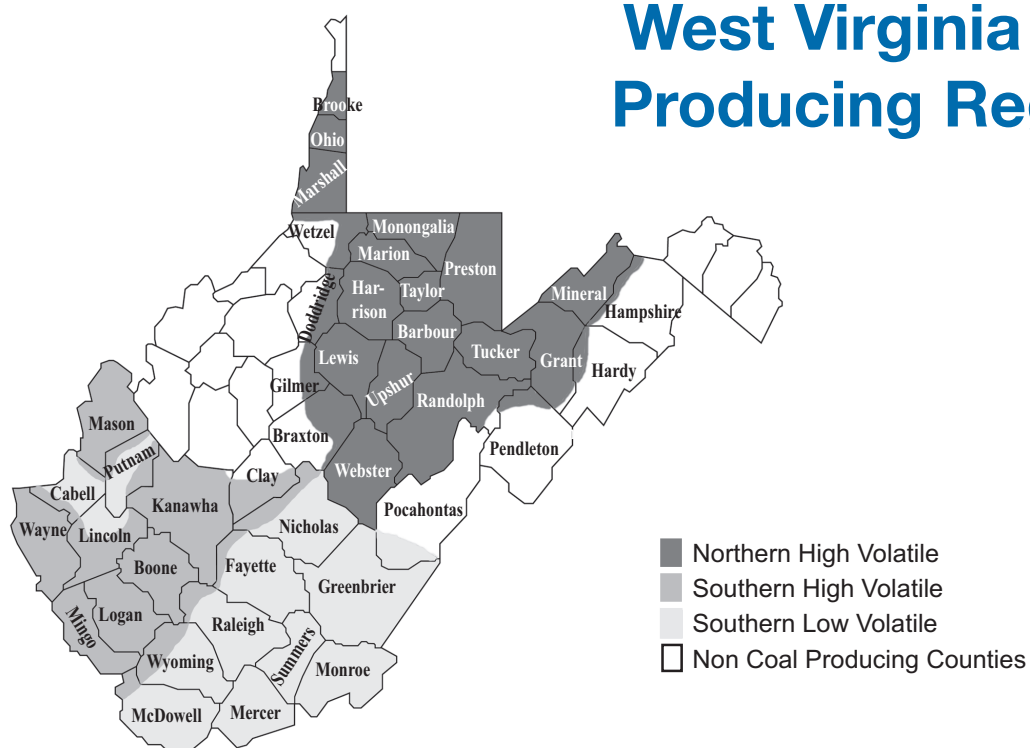 West Virginia
Producing
Brooke
Ohio
Marshall
Wetzel
Monongalia
Marion
Preston
Doddridge
Har-
rison
Taylor
Mineral
Hampshire
Barbour
Lewis
Tucker
Grant
Hardy
Gilmer
Upshur
Randolph
Mason
Braxton
Pendleton
Putnam
Webster
Clay
Cabell
Kanawha
Pocahontas
Wayne
Lincoln
Nicholas
Boone
Fayette
Greenbrier
Mingo
Logan
Raleigh
Summers
Wyoming
Monroe
McDowell
Mercer
Northern High Volatile
Southern High Volatile
Southern Low Volatile
Non Coal Producing Counties